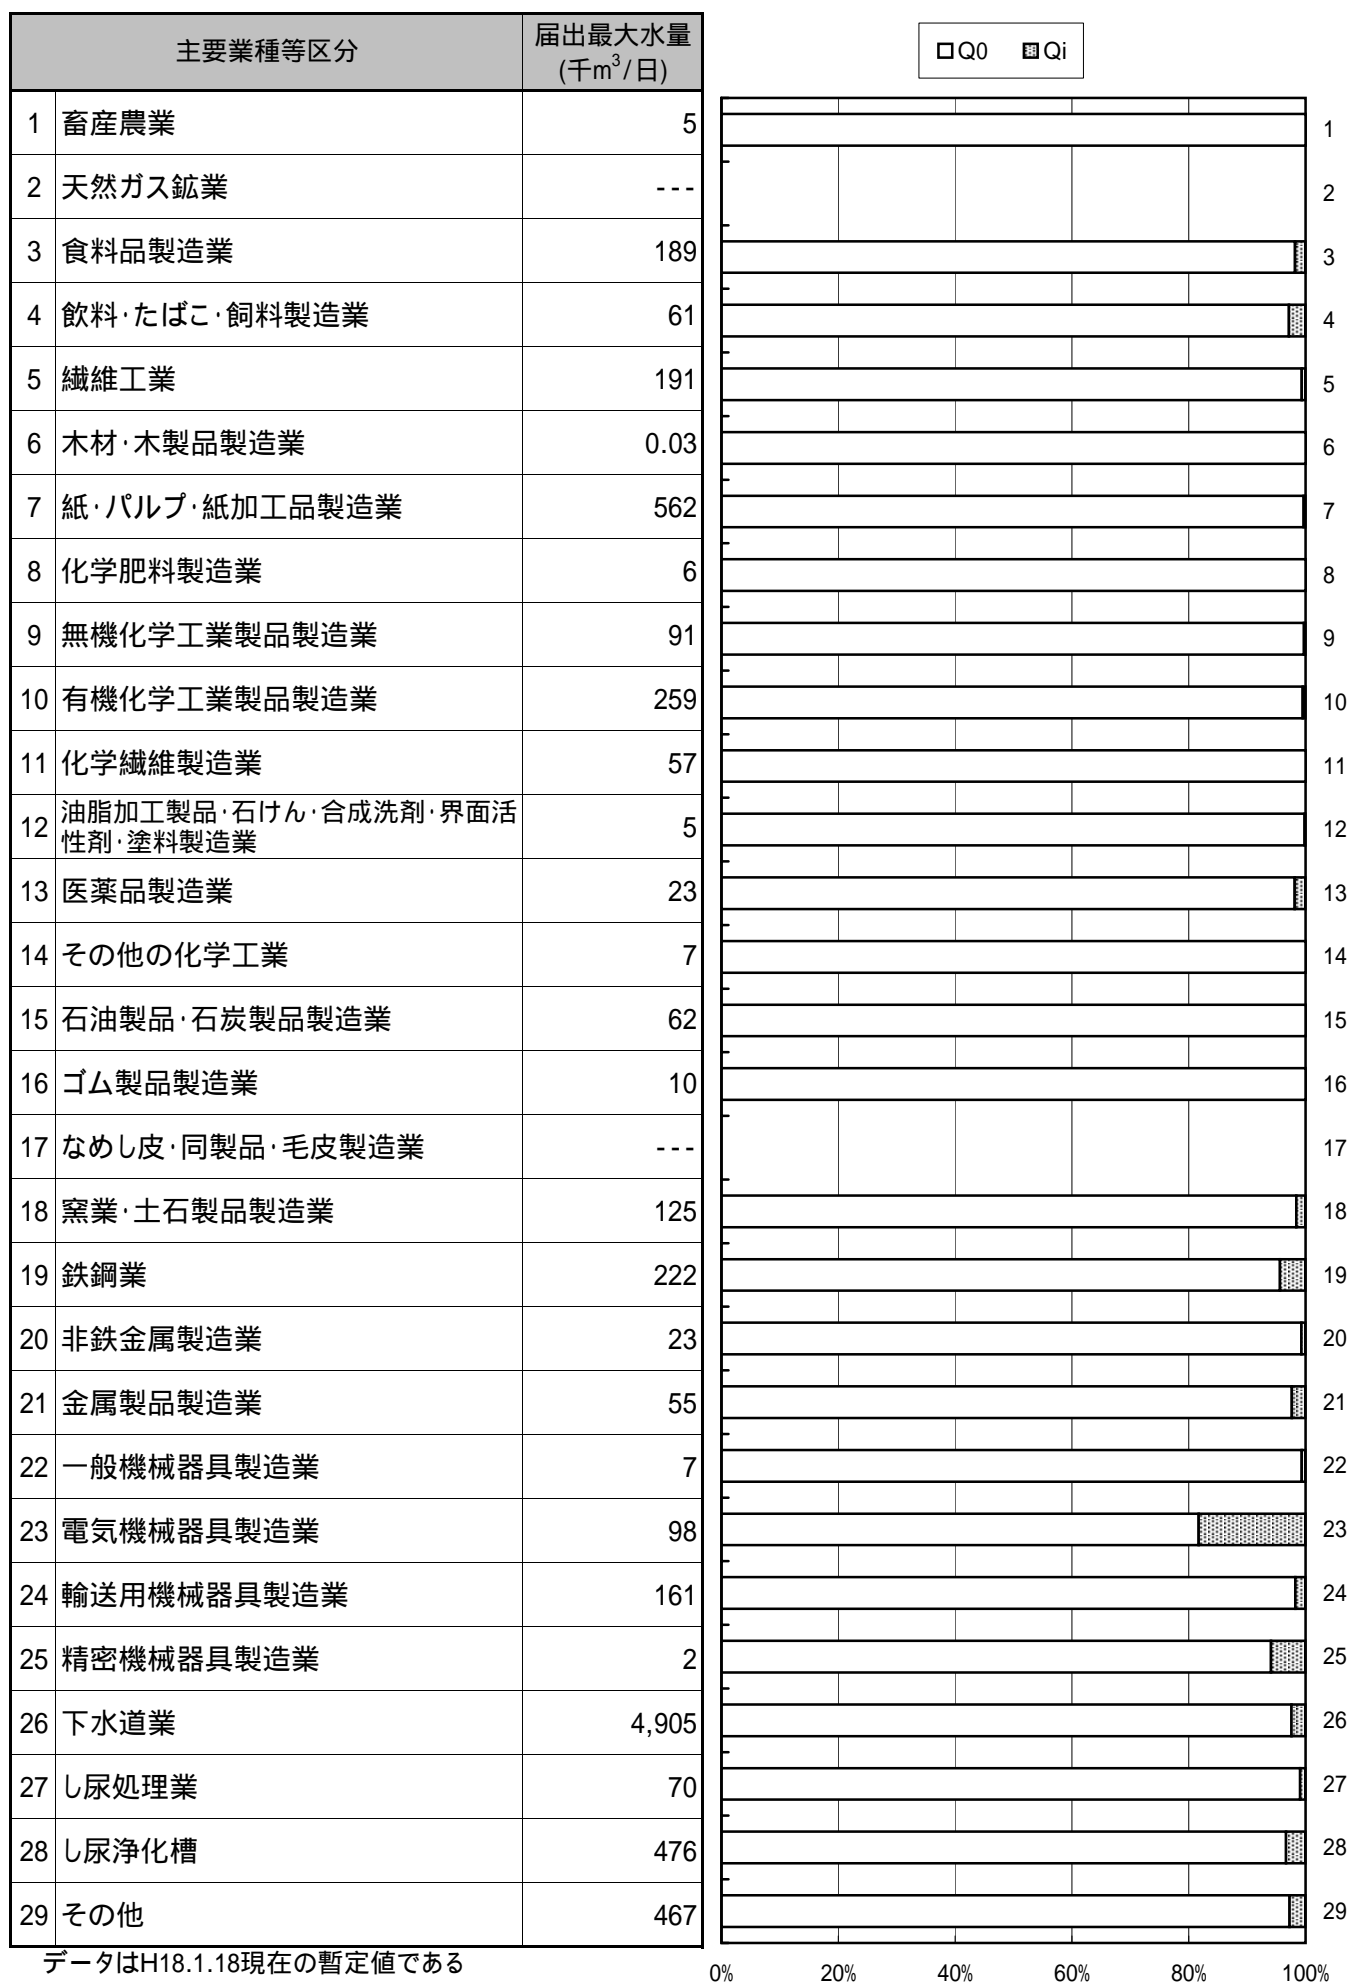 主要業種等区分 届出最大水量
(千m³/日)
□Q0 Qi
1 畜産農業 5 1
2 天然ガス鉱業 --- 2
3 食料品製造業 189 3
4 飲料・たばこ・飼料製造業 61 4
5 繊維工業 191 5
6 木材・木製品製造業 0.03 6
7 紙・パルプ・紙加工品製造業 562 7
8 化学肥料製造業 6 8
9 無機化学工業製品製造業 91 9
10 有機化学工業製品製造業 259 10
11 化学繊維製造業 57 11
12 油脂加工製品・石けん・合成洗剤・界面活
性剤・塗料製造業 5 12
13 医薬品製造業 23 13
14 その他の化学工業 7 14
15 石油製品・石炭製品製造業 62 15
16 ゴム製品製造業 10 16
17 なめし皮・同製品・毛皮製造業 --- 17
18 窯業・土石製品製造業 125 18
19 鉄鋼業 222 19
20 非鉄金属製造業 23 20
21 金属製品製造業 55 21
22 一般機械器具製造業 7 22
23 電気機械器具製造業 98 23
24 輸送用機械器具製造業 161 24
25 精密機械器具製造業 2 25
26 下水道業 4,905 26
27 し尿処理業 70 27
28 し尿浄化槽 476 28
29 その他 467 29
データはH18.1.18現在の暫定値である
0% 20% 40% 60% 80% 100%